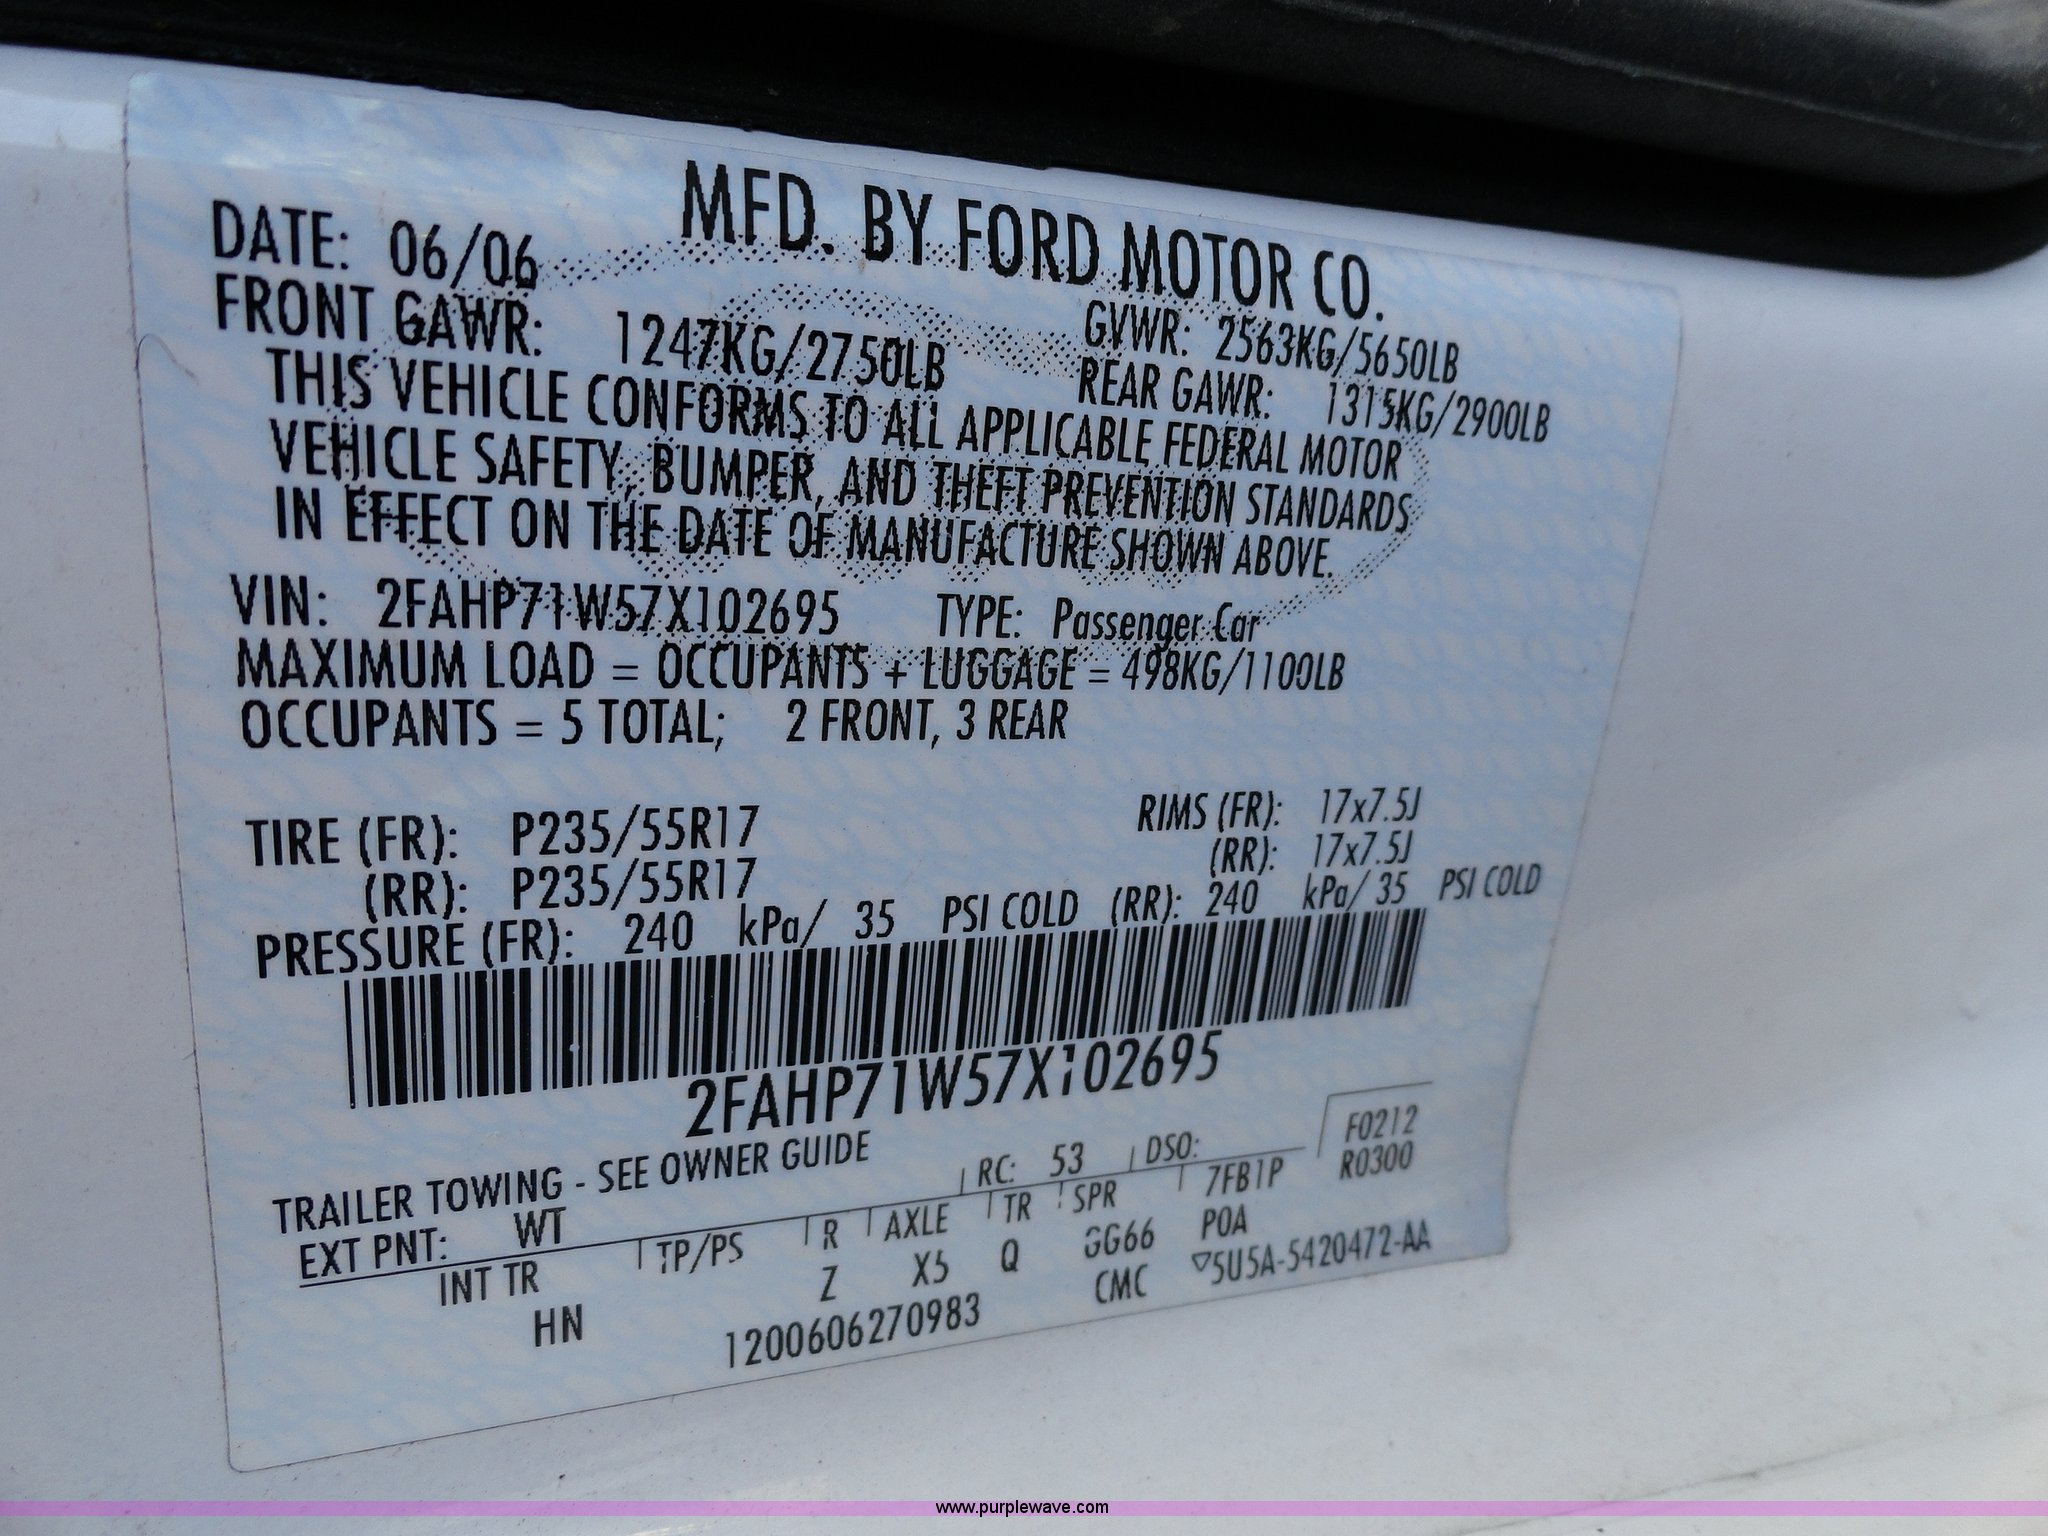 MFD. BY FORD MOTOR CO.
DATE: 06/06 GVWR: 2563KG/5650LB
FRONT GAWR: 1247KG/2750LB REAR GAWR: 1315KG/2900LB
THIS VEHICLE CONFORMS TO ALL APPLICABLE FEDERAL MOTOR
VEHICLE SAFETY, BUMPER, AND THEFT PREVENTION STANDARDS
IN EFFECT ON THE DATE OF MANUFACTURE SHOWN ABOVE.
VIN: 2FAHP71W57X102695 TYPE: Passenger Car
MAXIMUM LOAD = OCCUPANTS + LUGGAGE = 498KG/1100LB
OCCUPANTS = 5 TOTAL; 2 FRONT, 3 REAR
TIRE (FR): P235/55R17 RIMS (FR): 17x7.5J
(RR): P235/55R17 (RR): 17x7.5J
PRESSURE (FR): 240 kPa/ 35 PSI COLD (RR): 240 kPa/ 35 PSI COLD
2FAHP71W57X102695
TRAILER TOWING - SEE OWNER GUIDE F0212
EXT PNT: WT RC: 53 DSO: R0300
INT TR TP/PS R AXLE TR SPR 7FB1P
HN Z X5 Q GG66 P0A
1200606270983 CMC ▽5U5A-5420472-AA
www.purplewave.com